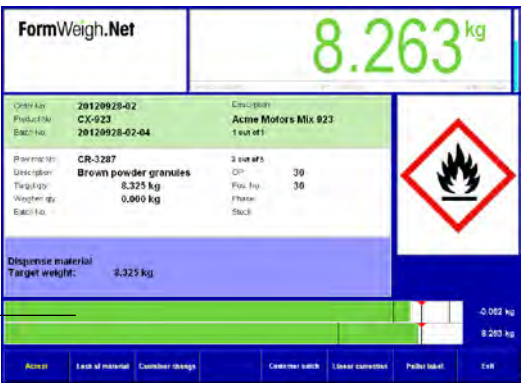 FormWeigh.Net
8.263 kg
Order No. 20120928-02 Description
Product No. CX-923 Acme Motors Mix 923
Batch No. 20120928-02-04 1 out of 1
CR-3287 3 out of 5
Description Brown powder granules OP 30
Target qty 8.325 kg Pos. No. 30
Weighed qty 0.000 kg Phase
Batch No. Stock
Dispense material
Target weight: 8.325 kg
-0.062 kg
8.263 kg
Accept Lack of material Container change Container batch Linear correction Pallet label Exit